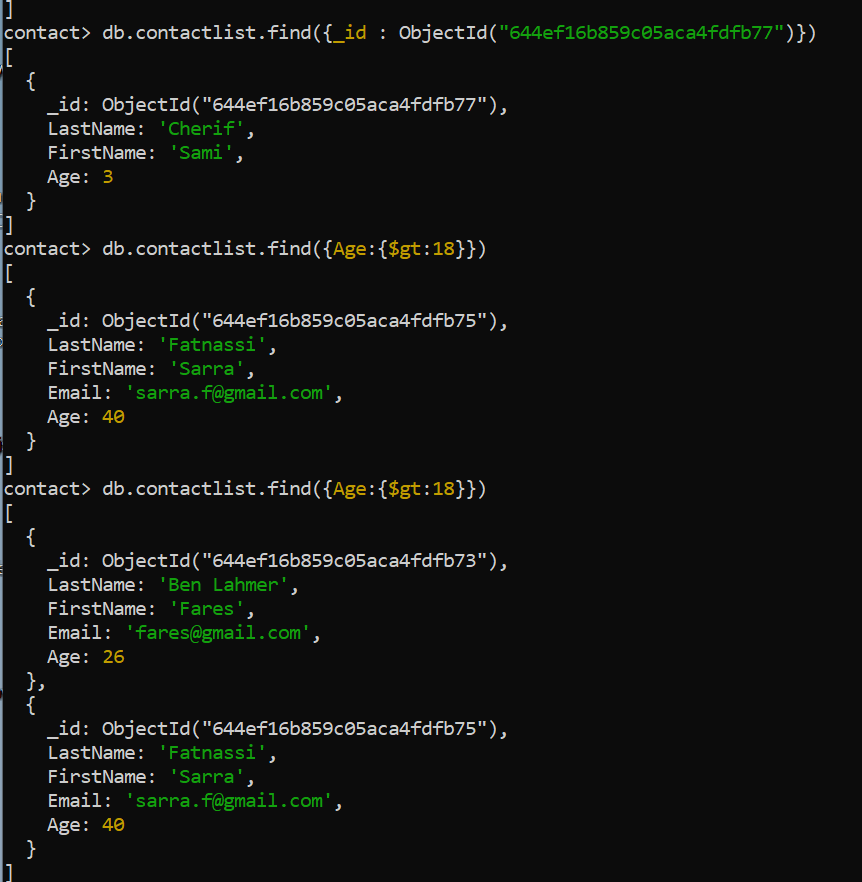 ]
contact> db.contactlist.find({_id : ObjectId("644ef16b859c05aca4fdfb77")})
[
  {
    _id: ObjectId("644ef16b859c05aca4fdfb77"),
    LastName: 'Cherif',
    FirstName: 'Sami',
    Age: 3
  }
]
contact> db.contactlist.find({Age:{$gt:18}})
[
  {
    _id: ObjectId("644ef16b859c05aca4fdfb75"),
    LastName: 'Fatnassi',
    FirstName: 'Sarra',
    Email: 'sarra.f@gmail.com',
    Age: 40
  }
]
contact> db.contactlist.find({Age:{$gt:18}})
[
  {
    _id: ObjectId("644ef16b859c05aca4fdfb73"),
    LastName: 'Ben Lahmer',
    FirstName: 'Fares',
    Email: 'fares@gmail.com',
    Age: 26
  },
  {
    _id: ObjectId("644ef16b859c05aca4fdfb75"),
    LastName: 'Fatnassi',
    FirstName: 'Sarra',
    Email: 'sarra.f@gmail.com',
    Age: 40
  }
]